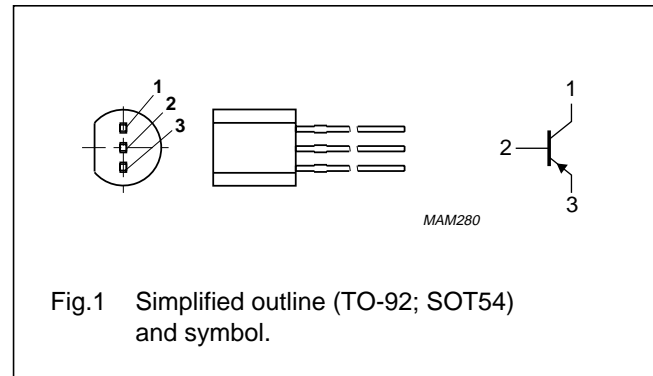 1
2
3
1
2
3
MAM280
Fig.1 Simplified outline (TO-92; SOT54)
and symbol.